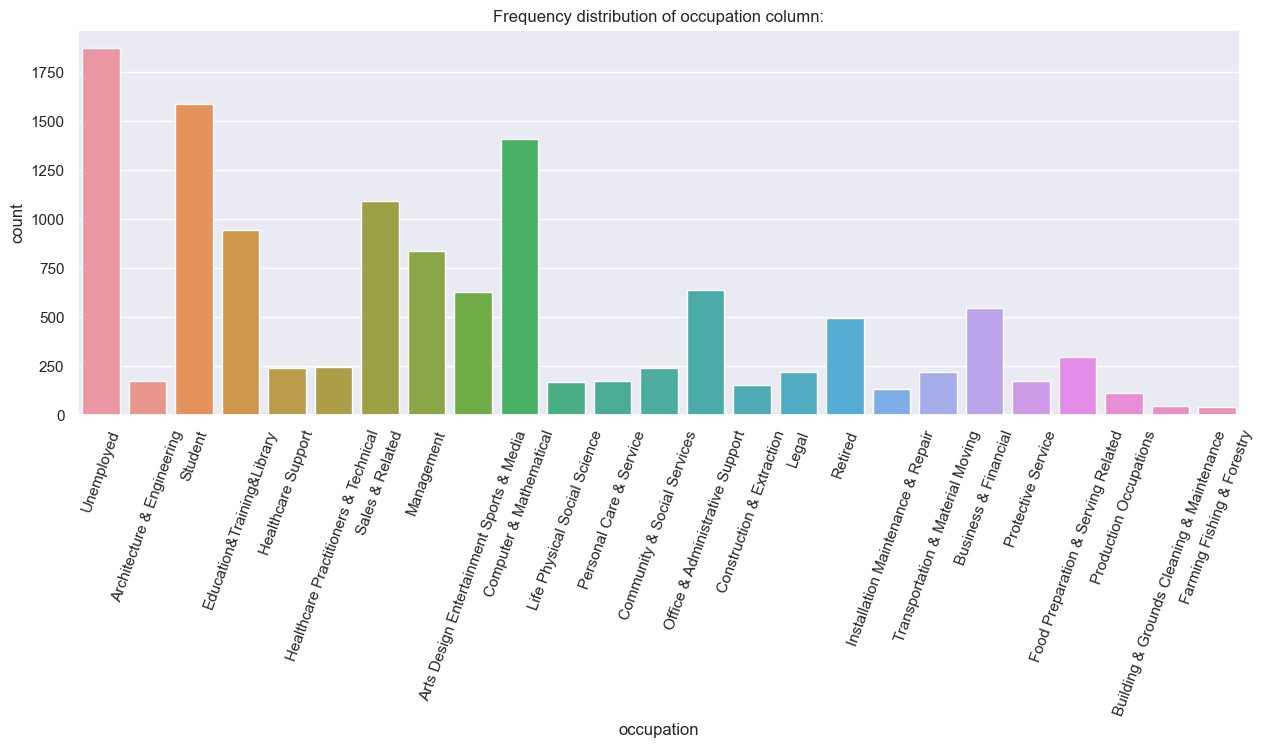 Frequency distribution of occupation column:
1750
1500
1250
1000
750
500
250
0
count
Unemployed
Architecture & Engineering
Student
Education&Training&Library
Healthcare Support
Healthcare Practitioners & Technical
Sales & Related
Management
Arts Design Entertainment Sports & Media
Computer & Mathematical
Life Physical Social Science
Personal Care & Service
Community & Social Services
Office & Administrative Support
Construction & Extraction
Legal
Retired
Installation Maintenance & Repair
Transportation & Material Moving
Business & Financial
Protective Service
Food Preparation & Serving Related
Production Occupations
Building & Grounds Cleaning & Maintenance
Farming Fishing & Forestry
occupation